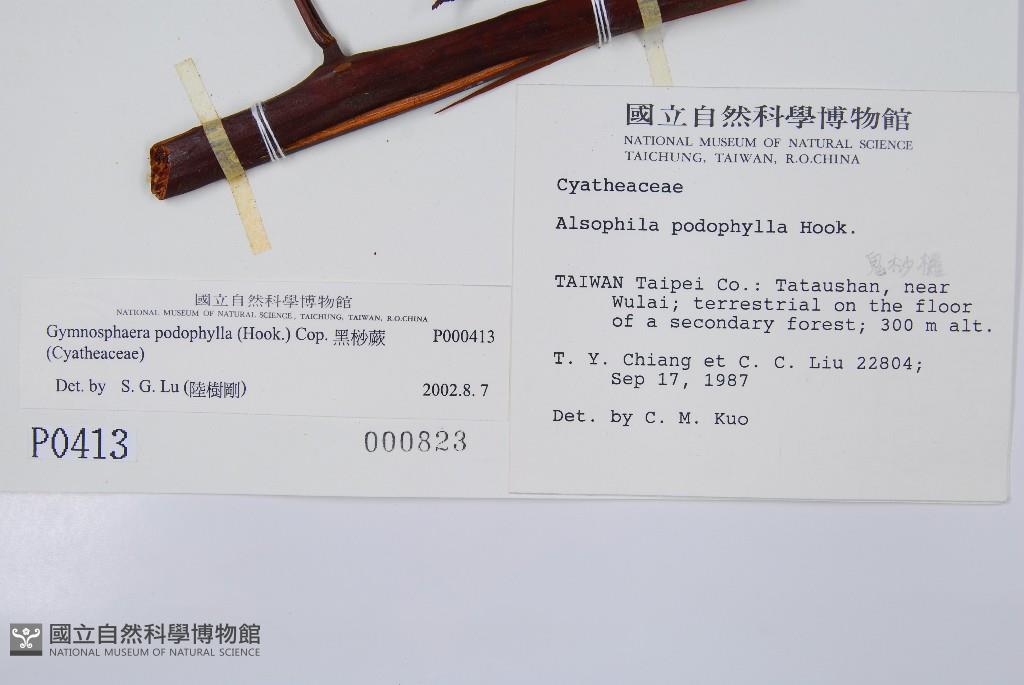 國立自然科學博物館
NATIONAL MUSEUM OF NATURAL SCIENCE
TAICHUNG, TAIWAN, R.O.CHINA
Cyatheaceae
Alsophila podophylla Hook.
鬼桫欏
TAIWAN Taipei Co.: Tataushan, near
Wulai; terrestrial on the floor
of a secondary forest; 300 m alt.
T. Y. Chiang et C. C. Liu 22804;
Sep 17, 1987
Det. by C. M. Kuo
國立自然科學博物館
NATIONAL MUSEUM OF NATURAL SCIENCE, TAICHUNG, TAIWAN, R.O.CHINA
Gymnosphaera podophylla (Hook.) Cop. 黑桫蕨 P000413
(Cyatheaceae)
Det. by S. G. Lu (陸樹剛) 2002.8. 7
P0413 000823
國立自然科學博物館
NATIONAL MUSEUM OF NATURAL SCIENCE